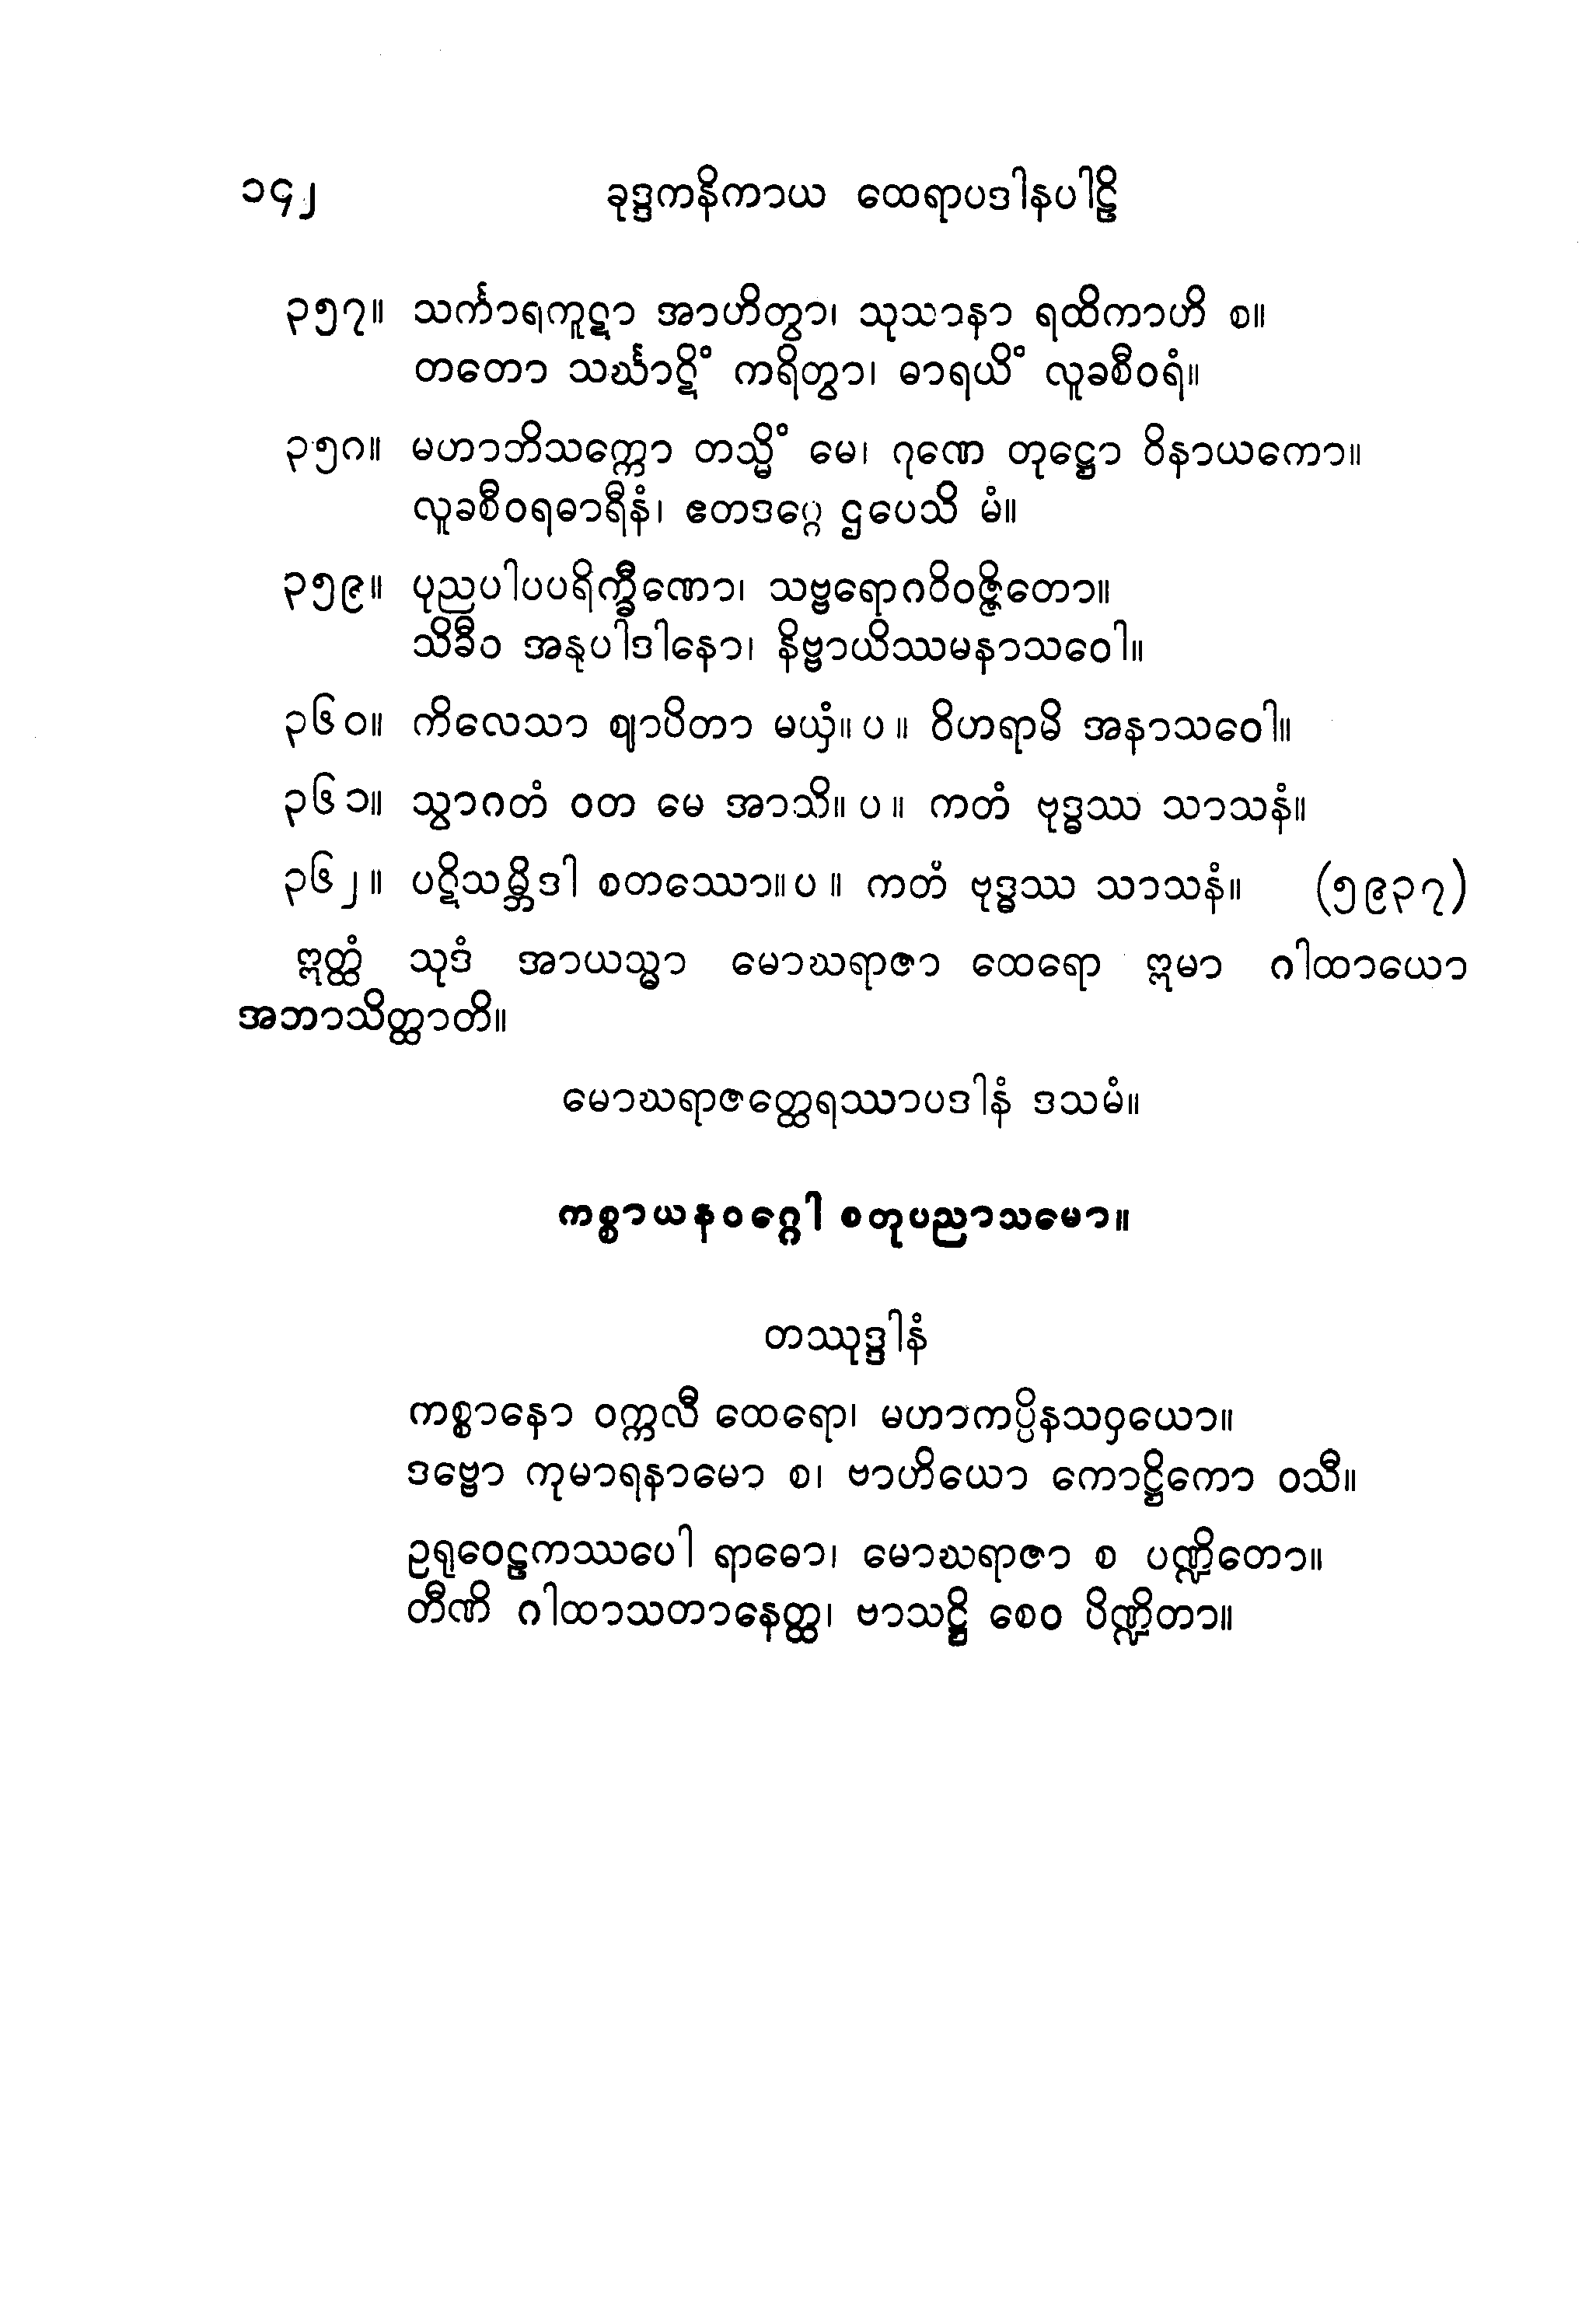 ၁၄၂ ခုဒ္ဒကနိကာယ ထေရာပဒါနပါဠိ
၃၅၇။ သင်္ကာရကူဋာ အာဟိတွာ၊ သုသာနာ ရထိကာဟိ စ။
တတော သင်္ဃာဋိံ ကရိတွာ၊ ဓာရယိံ လူခစီဝရံ။
၃၅၈။ မဟာဘိသက္ကော တသ္မိံ မေ၊ ဂုဏေ တုဋ္ဌော ဝိနာယကော။
လူခစီဝရဓာရီနံ၊ ဧတဒဂ္ဂေ ဌပေသိ မံ။
၃၅၉။ ပုညပါပပရိက္ခီဏော၊ သဗ္ဗရောဂဝိဝဇ္ဇိတော။
သိခီဝ အနုပါဒါနော၊ နိဗ္ဗာယိဿမနာသဝေါ။
၃၆၀။ ကိလေသာ ဈာပိတာ မယှံ။ ပ ။ ဝိဟရာမိ အနာသဝေါ။
၃၆၁။ သွာဂတံ ဝတ မေ အာသိ။ ပ ။ ကတံ ဗုဒ္ဓဿ သာသနံ။
၃၆၂။ ပဋိသမ္ဘိဒါ စတဿော။ ပ ။ ကတံ ဗုဒ္ဓဿ သာသနံ။ (၅၉၃၇)
ဣတ္ထံ သုဒံ အာယသ္မာ မောဃရာဇာ ထေရော ဣမာ ဂါထာယော
အဘာသိတ္ထာတိ။
မောဃရာဇတ္ထေရဿာပဒါနံ ဒသမံ။
ကစ္စာယနဝဂ္ဂေါ စတုပညာသမော။
တဿုဒ္ဒါနံ
ကစ္စာနော ဝက္ကလီ ထေရော၊ မဟာကပ္ပိနသဝှယော။
ဒဗ္ဗော ကုမာရနာမော စ၊ ဗာဟိယော ကောဋ္ဌိကော ဝသီ။
ဥရုဝေဠကဿပေါ ရာဓော၊ မောဃရာဇာ စ ပဏ္ဍိတော။
တီဏိ ဂါထာသတာနေတ္ထ၊ ဗာသဋ္ဌိ စေဝ ပိဏ္ဍိတာ။